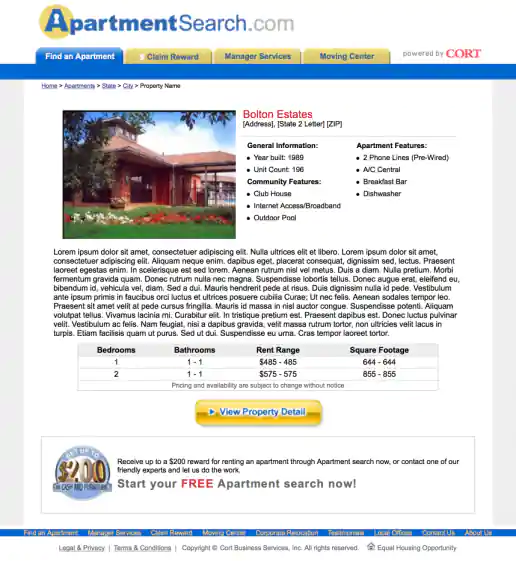 ApartmentSearch.com
Find an Apartment Claim Reward Manager Services Moving Center powered by CORT
Home > Apartments > State > City > Property Name
Bolton Estates
[Address], [State 2 Letter] [ZIP]
General Information: Apartment Features:
• Year built: 1989 • 2 Phone Lines (Pre-Wired)
• Unit Count: 196 • A/C Central
Community Features: • Breakfast Bar
• Club House • Dishwasher
• Internet Access/Broadband
• Outdoor Pool
Lorem ipsum dolor sit amet, consectetuer adipiscing elit. Nulla ultrices elit et libero. Lorem ipsum dolor sit amet,
consectetuer adipiscing elit. Aliquam neque enim, dapibus eget, placerat consequat, dignissim sed, lectus. Praesent
laoreet egestas enim. In scelerisque est sed lorem. Aenean rutrum nisl vel metus. Duis a diam. Nulla pretium. Morbi
fermentum gravida quam. Donec rutrum nulla nec magna. Suspendisse lobortis tellus. Donec augue erat, eleifend eu,
bibendum id, vehicula vel, diam. Sed a dui. Mauris hendrerit pede at risus. Duis dignissim nulla id pede. Vestibulum
ante ipsum primis in faucibus orci luctus et ultrices posuere cubilia Curae; Ut nec felis. Aenean sodales tempor leo.
Praesent sit amet velit at pede cursus fringilla. Mauris id massa in nisl auctor congue. Suspendisse potenti. Aliquam
volutpat tellus. Vivamus lacinia mi. Curabitur elit. In tristique pretium est. Praesent dapibus est. Donec luctus pulvinar
velit. Vestibulum ac felis. Nam feugiat, nisi a dapibus gravida, velit massa rutrum tortor, non ultricies velit lacus in
turpis. Etiam facilisis quam ut purus. Sed ut dui. Suspendisse eu urna. Cras tempor laoreet tortor.
Bedrooms Bathrooms Rent Range Square Footage
1 1 - 1 $485 - 485 644 - 644
2 1 - 1 $575 - 575 855 - 855
Pricing and availability are subject to change without notice
View Property Detail
GET UP TO
$200
IN CASH AND FURNITURE
Receive up to a $200 reward for renting an apartment through Apartment search now, or contact one of our
friendly experts and let us do the work.
Start your FREE Apartment search now!
Find an Apartment Manager Services Claim Reward Moving Center Corporate Relocation Testimonials Local Offices Contact Us About Us
Legal & Privacy | Terms & Conditions | Copyright © Cort Business Services, Inc. All rights reserved. Equal Housing Opportunity